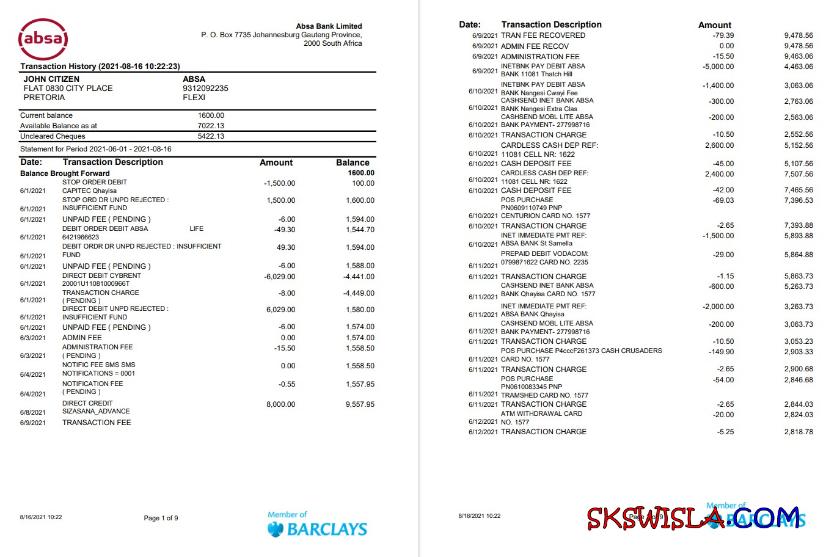 absa
Absa Bank Limited
P. O. Box 7735 Johannesburg Gauteng Province,
2000 South Africa
Transaction History (2021-08-16 10:22:23)
JOHN CITIZEN ABSA
FLAT 0830 CITY PLACE 9312092235
PRETORIA FLEXI
Current balance 1600.00
Available Balance as at 7022.13
Uncleared Cheques 5422.13
Statement for Period 2021-06-01 - 2021-08-16
Date: Transaction Description Amount Balance
Balance Brought Forward 1600.00
STOP ORDER DEBIT -1,500.00 100.00
6/1/2021 CAPITEC Qhayisa
STOP ORD DR UNPD REJECTED : 1,500.00 1,600.00
6/1/2021 INSUFFICIENT FUND
6/1/2021 UNPAID FEE ( PENDING ) -6.00 1,594.00
DEBIT ORDER DEBIT ABSA LIFE -49.30 1,544.70
6/1/2021 6421966623
DEBIT ORDR DR UNPD REJECTED : INSUFFICIENT 49.30 1,594.00
6/1/2021 FUND
6/1/2021 UNPAID FEE ( PENDING ) -6.00 1,588.00
DIRECT DEBIT CYBRENT -6,029.00 -4,441.00
6/1/2021 20001U11081000966T
TRANSACTION CHARGE -8.00 -4,449.00
6/1/2021 ( PENDING )
DIRECT DEBIT UNPD REJECTED : 6,029.00 1,580.00
6/1/2021 INSUFFICIENT FUND
6/1/2021 UNPAID FEE ( PENDING ) -6.00 1,574.00
6/3/2021 ADMIN FEE 0.00 1,574.00
ADMINISTRATION FEE -15.50 1,558.50
6/3/2021 ( PENDING )
NOTIFIC FEE SMS SMS 0.00 1,558.50
6/4/2021 NOTIFICATIONS = 0001
NOTIFICATION FEE -0.55 1,557.95
6/4/2021 ( PENDING )
DIRECT CREDIT 8,000.00 9,557.95
6/8/2021 SIZASANA_ADVANCE
6/9/2021 TRANSACTION FEE
8/16/2021 10:22 Page 1 of 9
Member of
BARCLAYS
Date: Transaction Description Amount
6/9/2021 TRAN FEE RECOVERED -79.39 9,478.56
6/9/2021 ADMIN FEE RECOV 0.00 9,478.56
6/9/2021 ADMINISTRATION FEE -15.50 9,463.06
INETBNK PAY DEBIT ABSA -5,000.00 4,463.06
6/9/2021 BANK 11081 Thatch Hill
INETBNK PAY DEBIT ABSA -1,400.00 3,063.06
6/10/2021 BANK Nangesi Cwayi Fee
CASHSEND INET BANK ABSA -300.00 2,763.06
6/10/2021 BANK Nangesi Extra Clas
CASHSEND MOBL LITE ABSA -200.00 2,563.06
6/10/2021 BANK PAYMENT- 277998716
6/10/2021 TRANSACTION CHARGE -10.50 2,552.56
CARDLESS CASH DEP REF: 2,600.00 5,152.56
6/10/2021 11081 CELL NR: 1622
6/10/2021 CASH DEPOSIT FEE -45.00 5,107.56
CARDLESS CASH DEP REF: 2,400.00 7,507.56
6/10/2021 11081 CELL NR: 1622
6/10/2021 CASH DEPOSIT FEE -42.00 7,465.56
POS PURCHASE -69.03 7,396.53
PN0609110749 PNP
6/10/2021 CENTURION CARD NO. 1577
6/10/2021 TRANSACTION CHARGE -2.65 7,393.88
INET IMMEDIATE PMT REF: -1,500.00 5,893.88
6/10/2021 ABSA BANK St Samella
PREPAID DEBIT VODACOM: -29.00 5,864.88
6/11/2021 0799871622 CARD NO. 2235
6/11/2021 TRANSACTION CHARGE -1.15 5,863.73
CASHSEND INET BANK ABSA -600.00 5,263.73
6/11/2021 BANK Qhayisa CARD NO. 1577
INET IMMEDIATE PMT REF: -2,000.00 3,263.73
6/11/2021 ABSA BANK Qhayisa
CASHSEND MOBL LITE ABSA -200.00 3,063.73
6/11/2021 BANK PAYMENT- 277998716
6/11/2021 TRANSACTION CHARGE -10.50 3,053.23
POS PURCHASE P4cccF261373 CASH CRUSADERS -149.90 2,903.33
6/11/2021 CARD NO. 1577
6/11/2021 TRANSACTION CHARGE -2.65 2,900.68
POS PURCHASE -54.00 2,846.68
PN0610083345 PNP
6/11/2021 TRAMSHED CARD NO. 1577
6/11/2021 TRANSACTION CHARGE -2.65 2,844.03
ATM WITHDRAWAL CARD -20.00 2,824.03
6/12/2021 NO. 1577
6/12/2021 TRANSACTION CHARGE -5.25 2,818.78
8/18/2021 10:22
Member of
BARCLAYS
SKSWISLA.COM